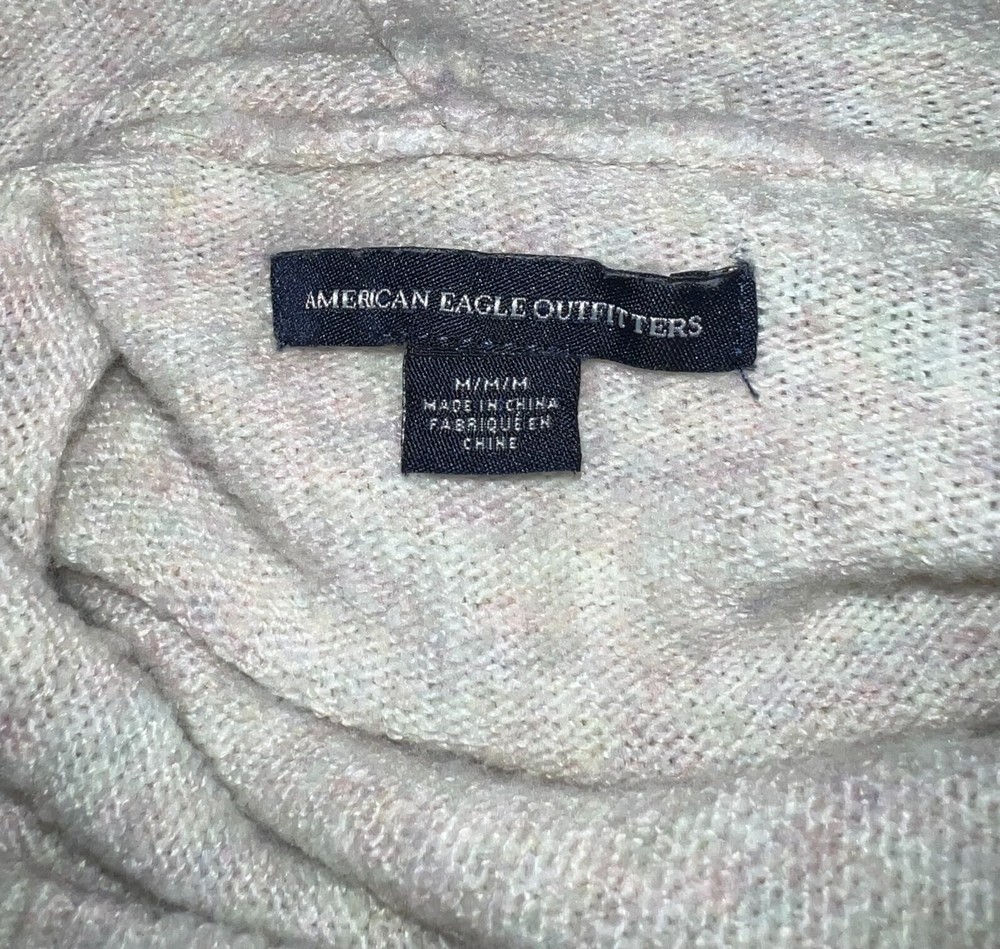 AMERICAN EAGLE OUTFITTERS
M/M/M
MADE IN CHINA
FABRIQUE EN
CHINE